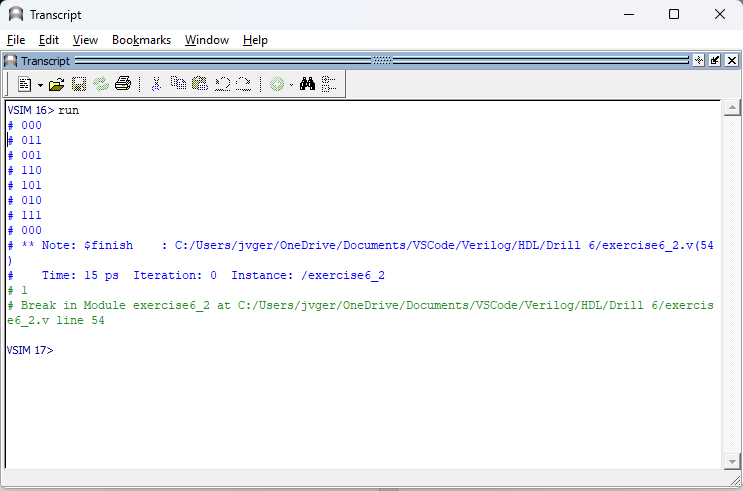 Transcript
File Edit View Bookmarks Window Help
Transcript
VSIM 16> run
# 000
# 011
# 001
# 110
# 101
# 010
# 111
# 000
# ** Note: $finish    : C:/Users/jvger/OneDrive/Documents/VSCode/Verilog/HDL/Drill 6/exercise6_2.v(54
)
#    Time: 15 ps  Iteration: 0  Instance: /exercise6_2
# 1
# Break in Module exercise6_2 at C:/Users/jvger/OneDrive/Documents/VSCode/Verilog/HDL/Drill 6/exercis
e6_2.v line 54
VSIM 17>